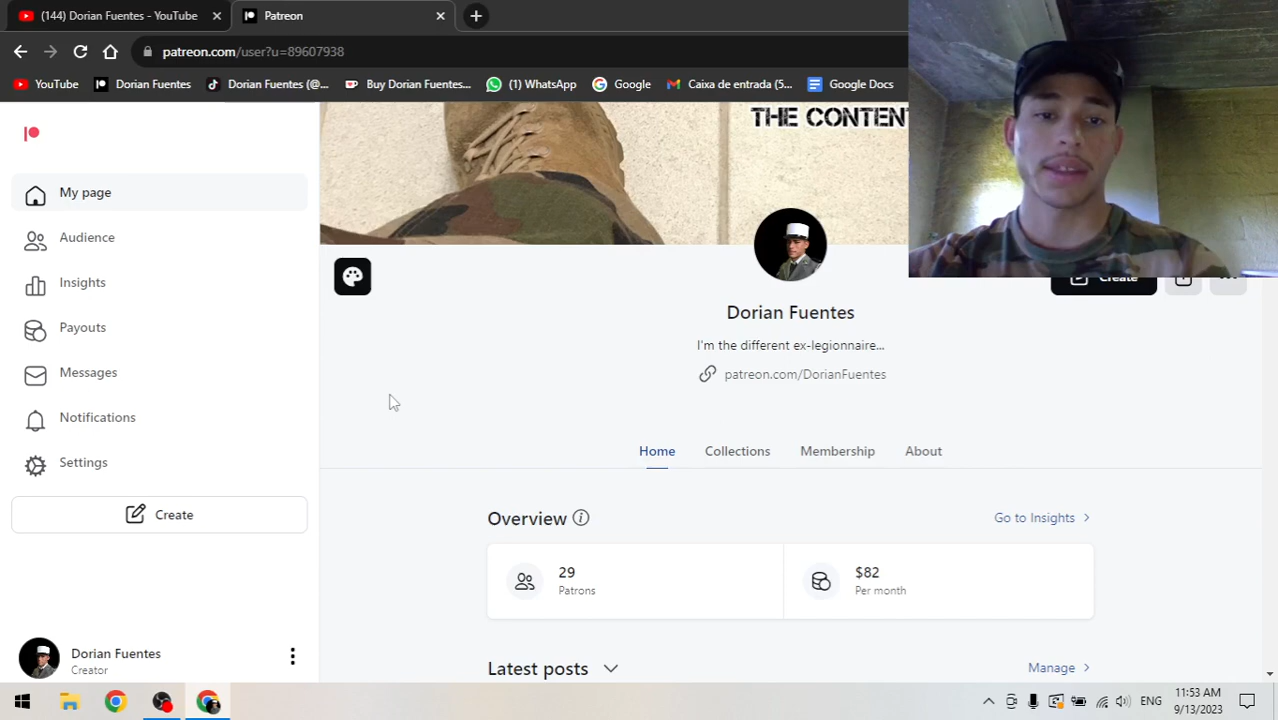 (144) Dorian Fuentes - YouTube
Patreon
patreon.com/user?u=89607938
YouTube
Dorian Fuentes
Dorian Fuentes (@...
Buy Dorian Fuentes...
(1) WhatsApp
Google
Caixa de entrada (5...
Google Docs
THE CONTENT
My page
Audience
Insights
Payouts
Messages
Notifications
Settings
Create
Create
Dorian Fuentes
I'm the different ex-legionnaire...
patreon.com/DorianFuentes
Home
Collections
Membership
About
Overview
Go to Insights
29
Patrons
$82
Per month
Latest posts
Manage
Dorian Fuentes
Creator
ENG
11:53 AM
9/13/2023